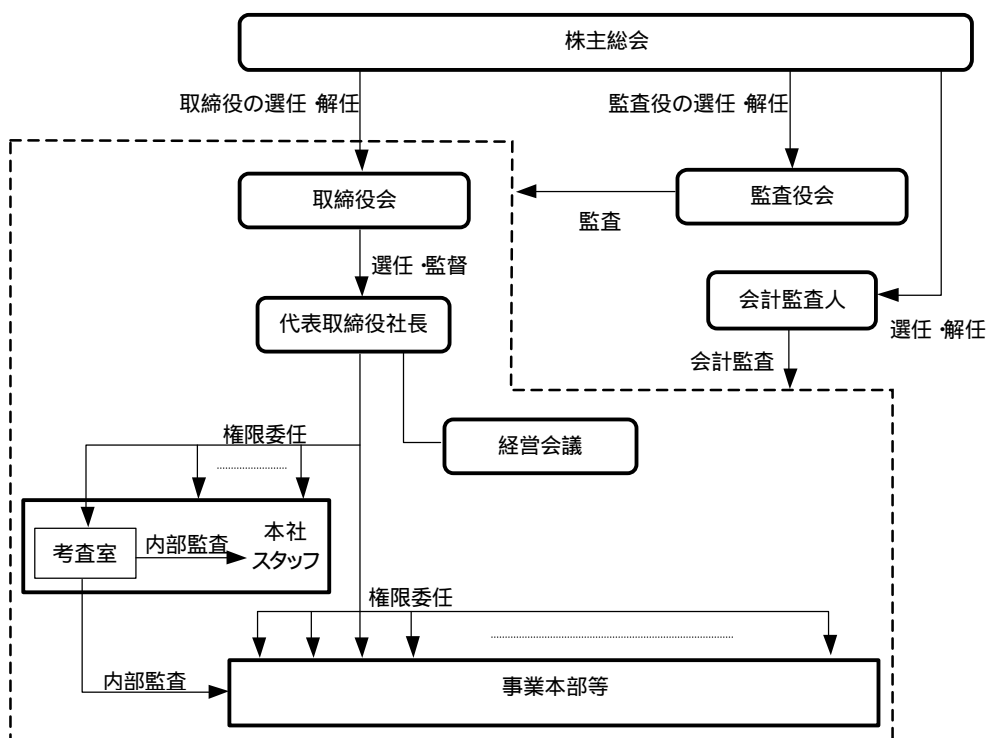 株主総会
取締役の選任・解任
監査役の選任・解任
取締役会
監査役会
監査
選任・監督
代表取締役社長
会計監査人
選任・解任
会計監査
経営会議
権限委任
考査室
内部監査
本社
スタッフ
権限委任
内部監査
事業本部等